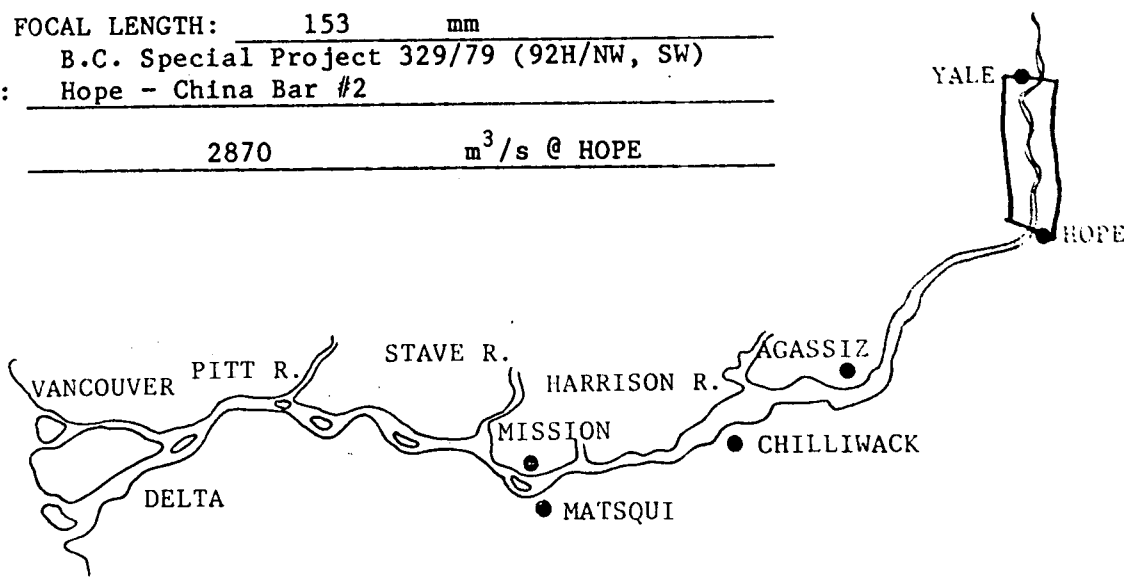 FOCAL LENGTH: 153 mm
B.C. Special Project 329/79 (92H/NW, SW)
: Hope - China Bar #2
2870 m³/s @ HOPE
YALE
HOPE
AGASSIZ
STAVE R.
PITT R.
HARRISON R.
VANCOUVER
MISSION
CHILLIWACK
DELTA
MATSQUI